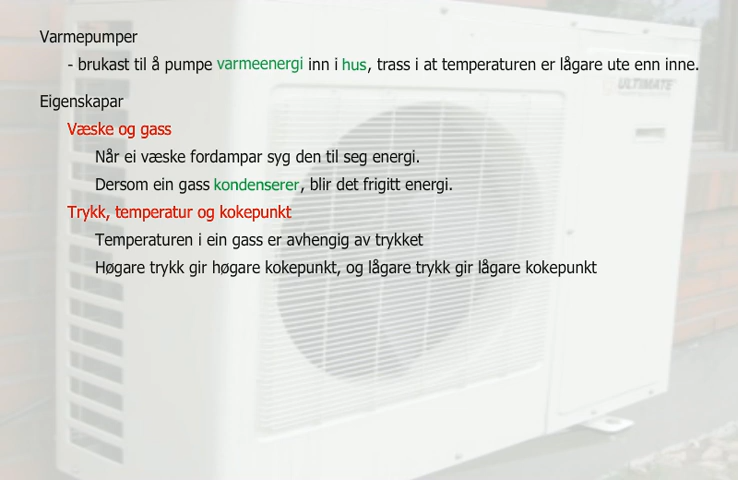 Varmepumper
- brukast til å pumpe varmeenergi inn i hus, trass i at temperaturen er lågare ute enn inne.
ULTIMATE
Eigenskapar
Væske og gass
Når ei væske fordampar syg den til seg energi.
Dersom ein gass kondenserer, blir det frigitt energi.
Trykk, temperatur og kokepunkt
Temperaturen i ein gass er avhengig av trykket
Høgare trykk gir høgare kokepunkt, og lågare trykk gir lågare kokepunkt